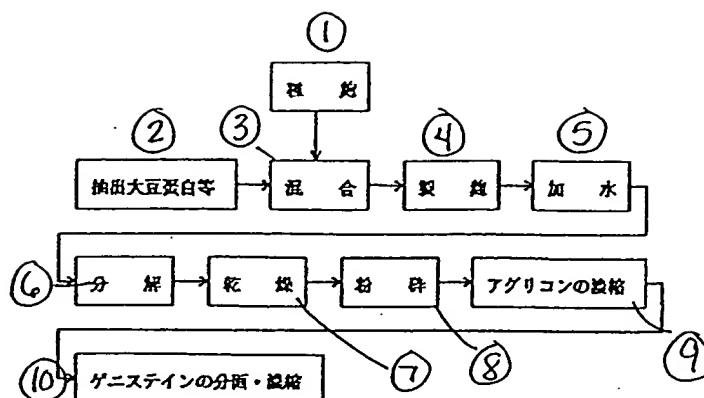 ①
種 麹
② ③ ④ ⑤
抽出大豆蛋白等 混 合 製 麹 加 水
⑥ 分 解 乾 燥 粉 砕 アグリコンの濃縮
⑦ ⑧ ⑨
⑩ ゲニステインの分画・濃縮